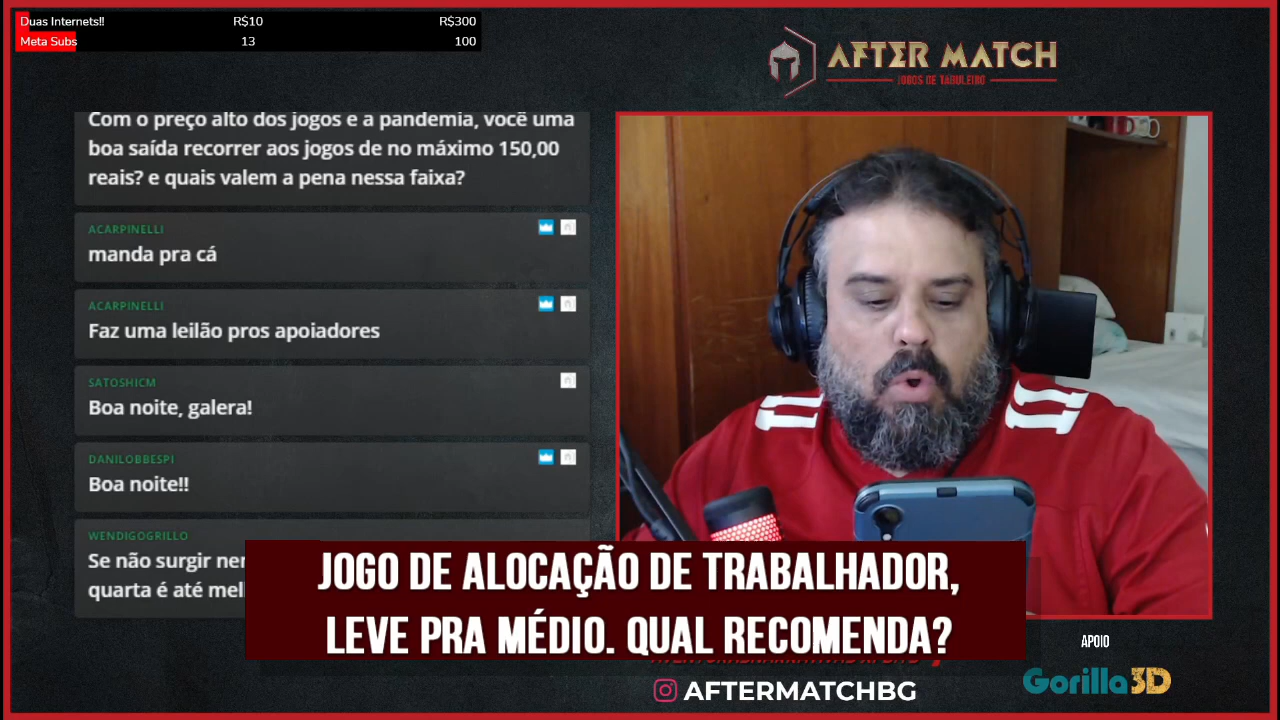 Duas Internets!! R$10 R$300
Meta Subs 13 100
AFTER MATCH
JOGOS DE TABULEIRO
Com o preço alto dos jogos e a pandemia, você uma
boa saída recorrer aos jogos de no máximo 150,00
reais? e quais valem a pena nessa faixa?
ACARPINELLI
manda pra cá
ACARPINELLI
Faz uma leilão pros apoiadores
SATOSHICM
Boa noite, galera!
DANILOBBESPI
Boa noite!!
WENDIGOGRILLO
Se não surgir
quarta é até
11 11
JOGO DE ALOCAÇÃO DE TRABALHADOR,
LEVE PRA MÉDIO. QUAL RECOMENDA?
APOIO
Gorilla3D
AFTERMATCHBG